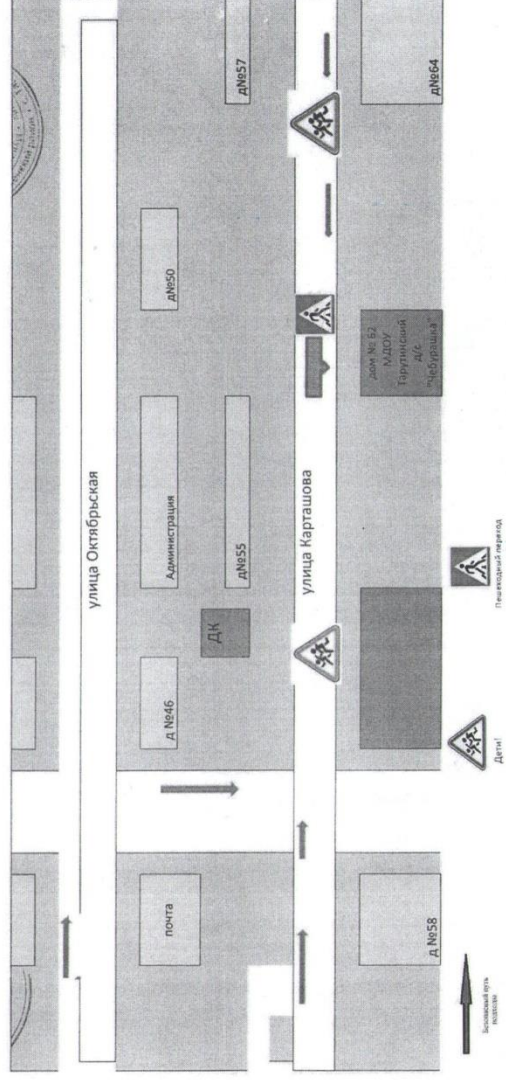 улица Октябрьская
д№50
д№57
Администрация
д№55
ДК
д №46
почта
улица Карташова
д№64
дом № 62
МДОУ
Тарутинский
д/с
"Чебурашка"
д №58
Безопасный путь
подхода
Дети!
Пешеходный переход